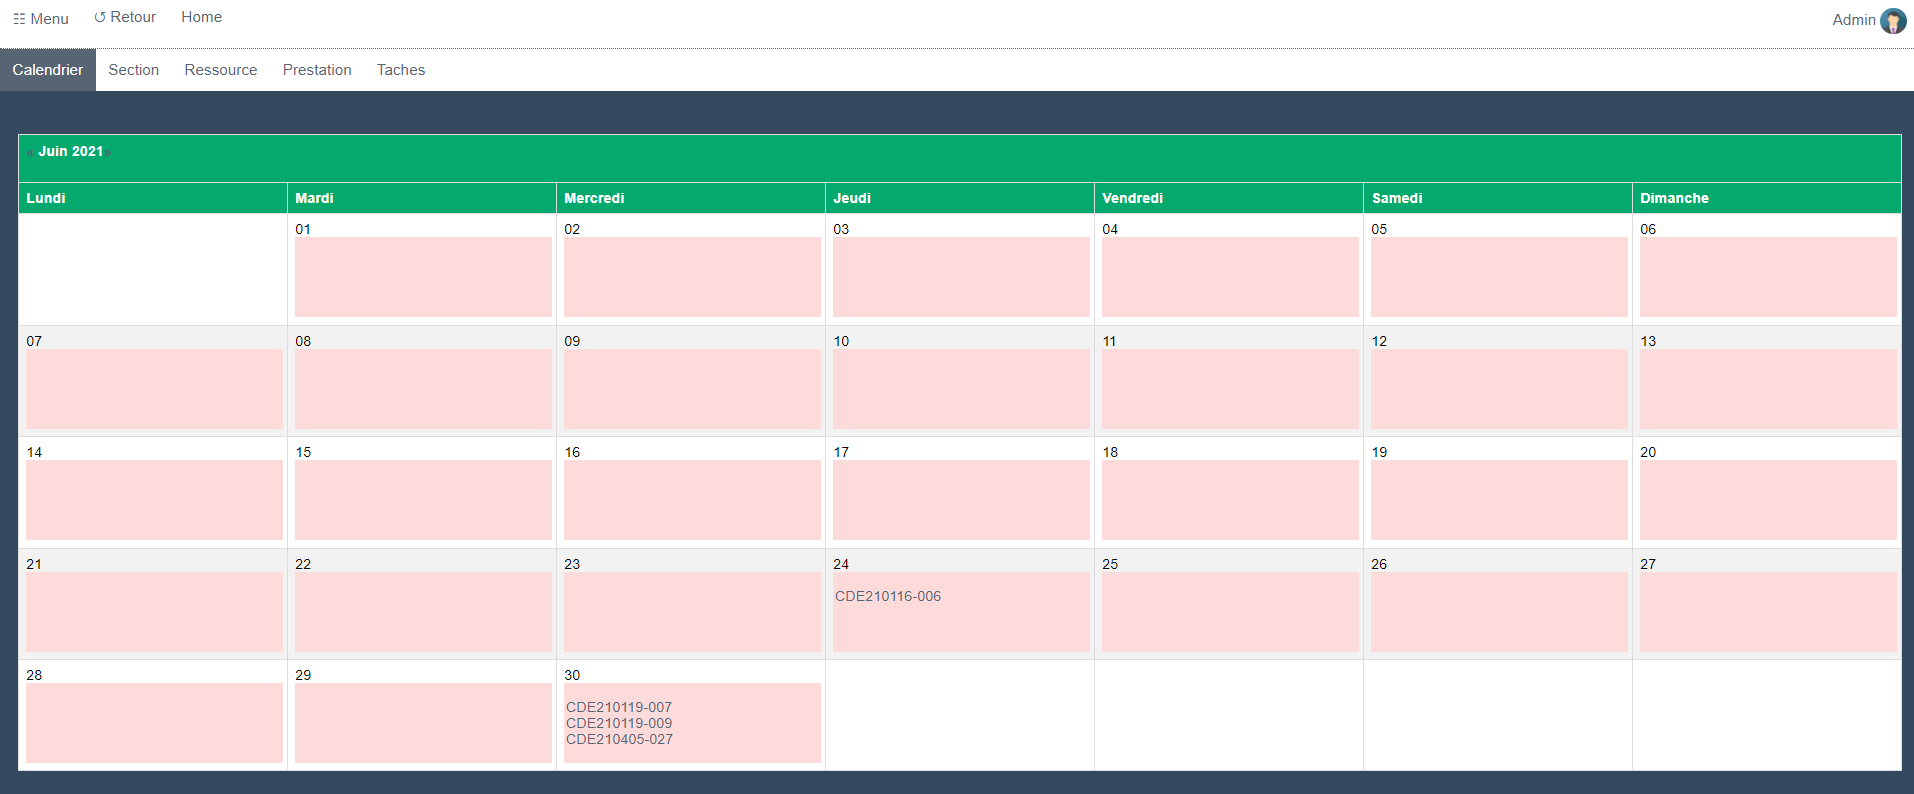 ☷ Menu ↺ Retour Home Admin
Calendrier Section Ressource Prestation Taches
« Juin 2021»
Lundi Mardi Mercredi Jeudi Vendredi Samedi Dimanche
01 02 03 04 05 06
07 08 09 10 11 12 13
14 15 16 17 18 19 20
21 22 23 24 25 26 27
CDE210116-006
28 29 30
CDE210119-007
CDE210119-009
CDE210405-027